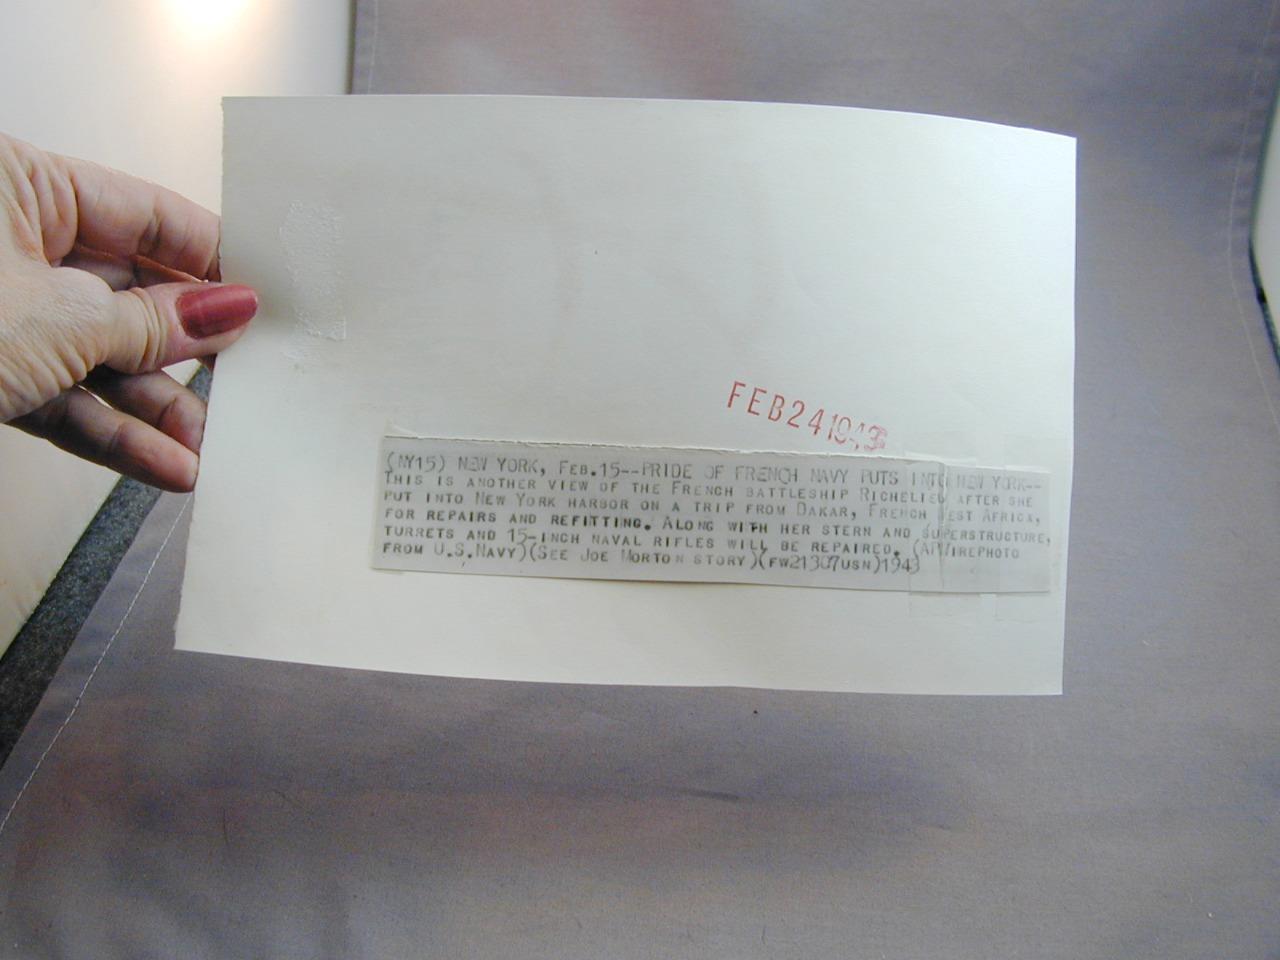 FEB 24 1943
(NY15) NEW YORK, FEB.15--PRIDE OF FRENCH NAVY PUTS INTO NEW YORK--
THIS IS ANOTHER VIEW OF THE FRENCH BATTLESHIP RICHELIEU AFTER SHE
PUT INTO NEW YORK HARBOR ON A TRIP FROM DAKAR, FRENCH EST AFRICA,
FOR REPAIRS AND REFITTING. ALONG WITH HER STERN AND SUPERSTRUCTURE,
TURRETS AND 15-INCH NAVAL RIFLES WILL BE REPAIRED. (AP WIREPHOTO
FROM U.S.NAVY)(SEE JOE MORTON STORY)(FW21307USN)1943